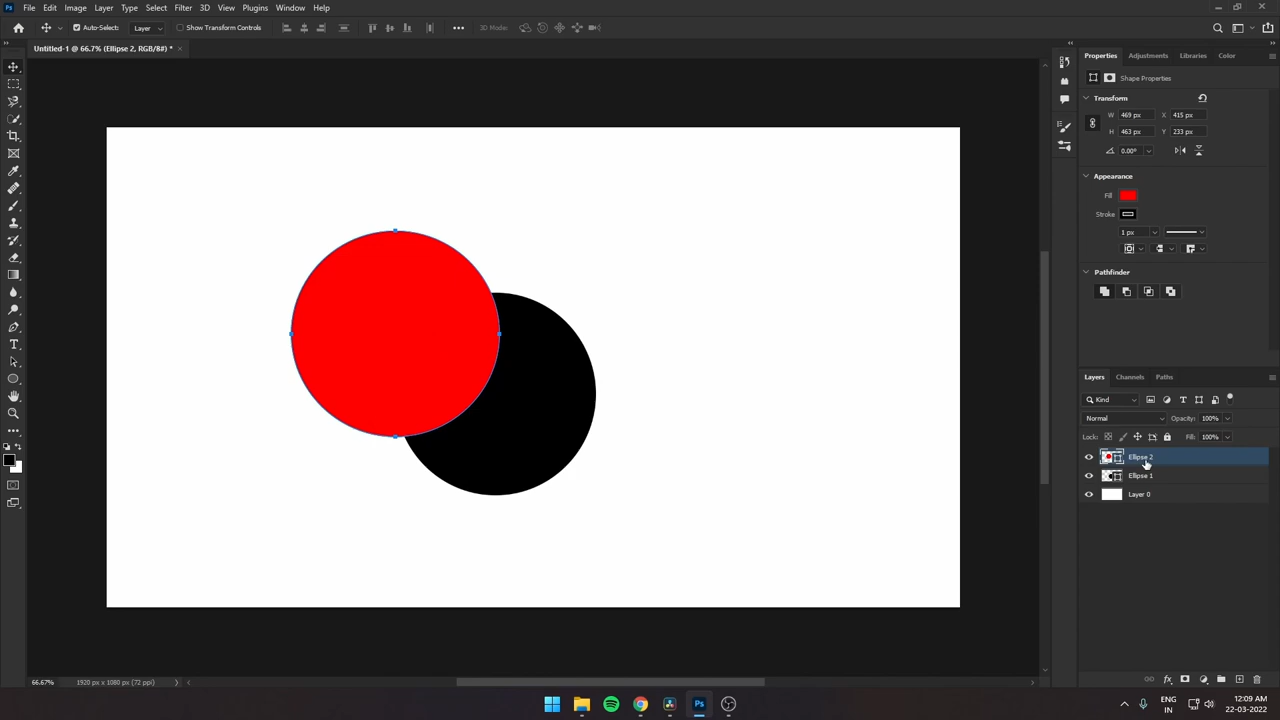 Ps File Edit Image Layer Type Select Filter 3D View Plugins Window Help
Auto-Select: Layer Show Transform Controls 3D Mode:
Untitled-1 @ 66.7% (Ellipse 2, RGB/8#) *
Properties Adjustments Libraries Color
Shape Properties
Transform
W 469 px X 415 px
H 463 px Y 233 px
0.00°
Appearance
Fill
Stroke
1 px
Pathfinder
Layers Channels Paths
Kind
Normal Opacity: 100%
Lock: Fill: 100%
Ellipse 2
Ellipse 1
Layer 0
66.67% 1920 px x 1080 px (72 ppi)
Ps
ENG
IN
12:09 AM
22-03-2022